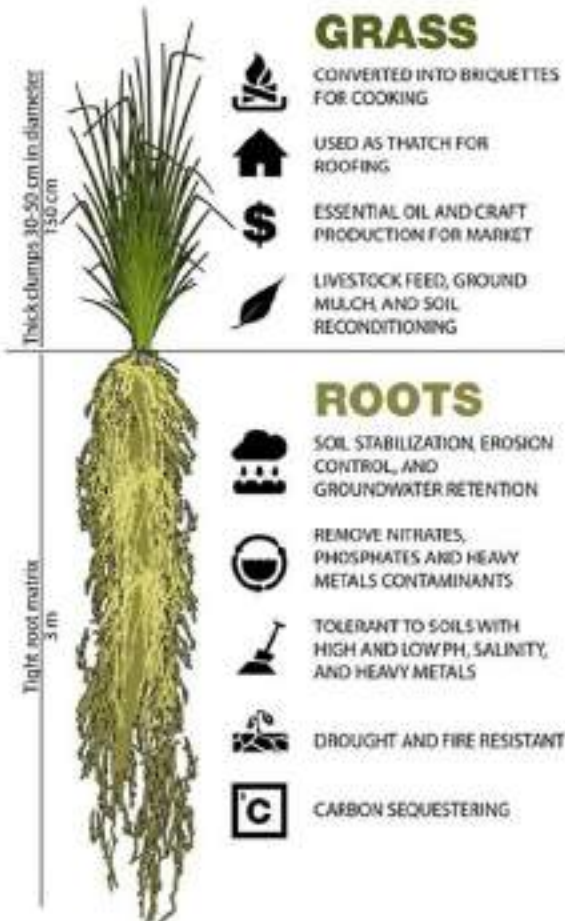 GRASS
CONVERTED INTO BRIQUETTES
FOR COOKING
USED AS THATCH FOR
ROOFING
$
ESSENTIAL OIL AND CRAFT
PRODUCTION FOR MARKET
LIVESTOCK FEED, GROUND
MULCH, AND SOIL
RECONDITIONING
Thick clumps 30-50 cm in diameter
150 cm
ROOTS
SOIL STABILIZATION, EROSION
CONTROL, AND
GROUNDWATER RETENTION
REMOVE NITRATES,
PHOSPHATES AND HEAVY
METALS CONTAMINANTS
TOLERANT TO SOILS WITH
HIGH AND LOW PH, SALINITY,
AND HEAVY METALS
DROUGHT AND FIRE RESISTANT
C
CARBON SEQUESTERING
Tight root matrix
3 m